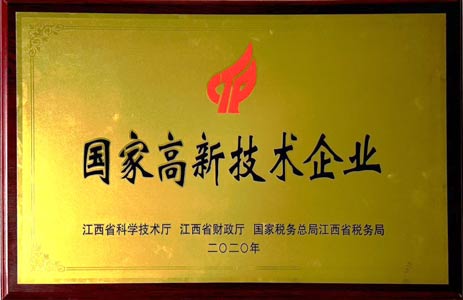 国家高新技术企业
江西省科学技术厅 江西省财政厅 国家税务总局江西省税务局
二〇二〇年